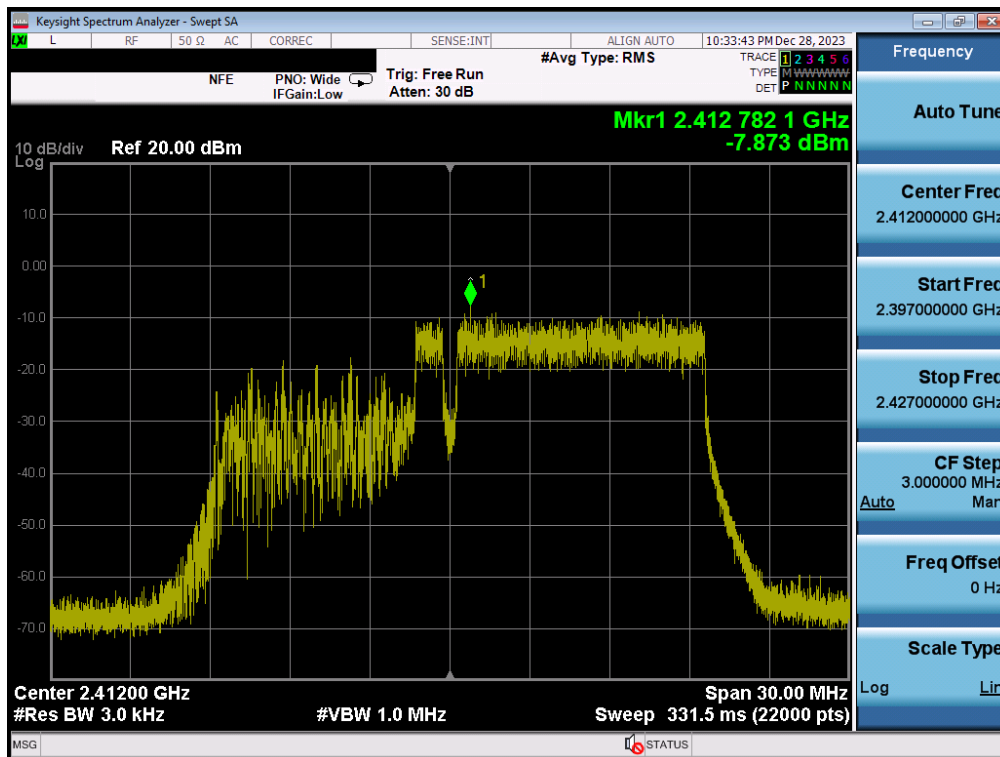 Keysight Spectrum Analyzer - Swept SA
LXI L RF 50 Ω AC CORREC SENSE:INT ALIGN AUTO 10:33:43 PM Dec 28, 2023
NFE PNO: Wide Trig: Free Run #Avg Type: RMS TRACE 1 2 3 4 5 6
IFGain:Low Atten: 30 dB TYPE M W W W W W
DET P N N N N N
Mkr1 2.412 782 1 GHz
-7.873 dBm
10 dB/div Ref 20.00 dBm
Log
1
10.0
0.00
-10.0
-20.0
-30.0
-40.0
-50.0
-60.0
-70.0
Center 2.41200 GHz Span 30.00 MHz
#Res BW 3.0 kHz #VBW 1.0 MHz Sweep 331.5 ms (22000 pts)
MSG STATUS
Frequency
Auto Tune
Center Freq
2.412000000 GHz
Start Freq
2.397000000 GHz
Stop Freq
2.427000000 GHz
CF Step
3.000000 MHz
Auto Man
Freq Offset
0 Hz
Scale Type
Log Lin